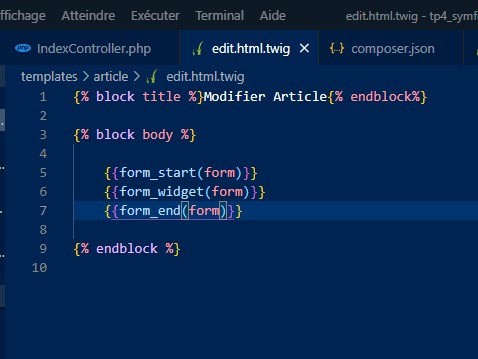 ffichage Atteindre Exécuter Terminal Aide edit.html.twig - tp4_symf
php IndexController.php edit.html.twig × {..} composer.json
templates > article > edit.html.twig
1 {% block title %}Modifier Article{% endblock%}
2
3 {% block body %}
4
5 {{form_start(form)}}
6 {{form_widget(form)}}
7 {{form_end(form)}}
8
9 {% endblock %}
10